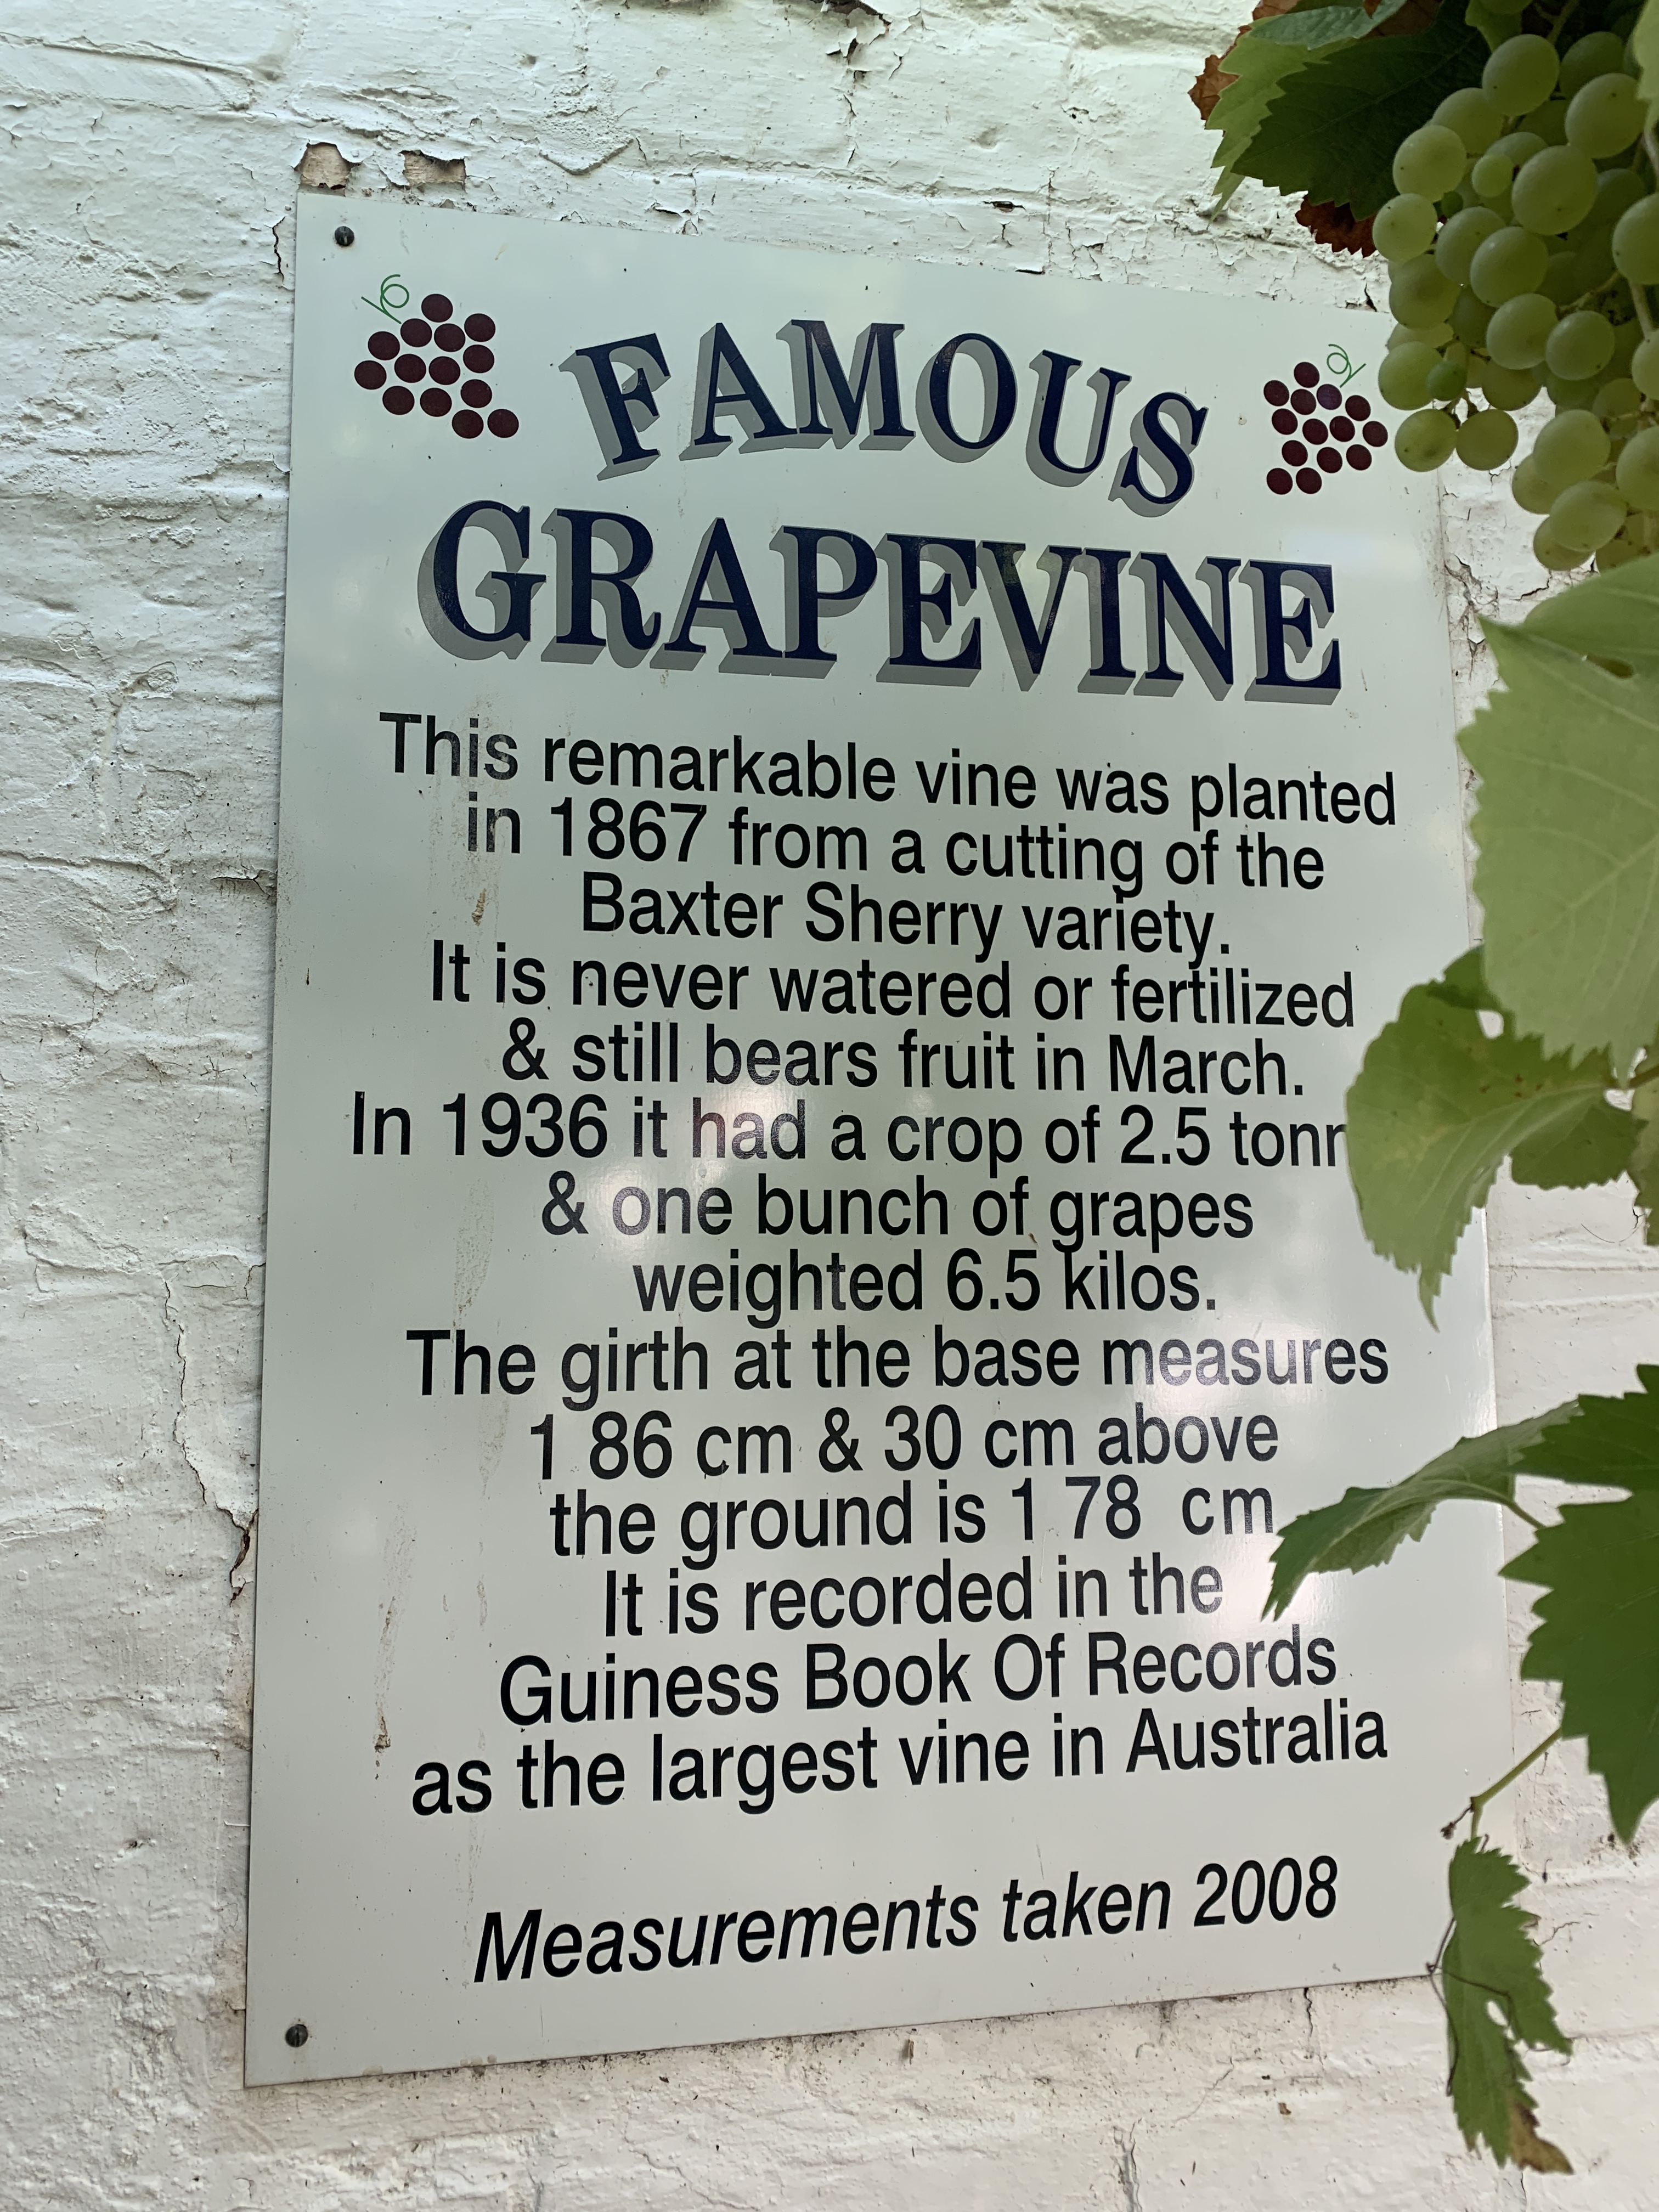 FAMOUS
GRAPEVINE
This remarkable vine was planted
in 1867 from a cutting of the
Baxter Sherry variety.
It is never watered or fertilized
& still bears fruit in March.
In 1936 it had a crop of 2.5
& one bunch of grapes
weighted 6.5 kilos.
The girth at the base measures
1 86 cm & 30 cm above
the ground is 1 78 cm
It is recorded in the
Guiness Book Of Records
as the largest vine in Australia
Measurements taken 2008